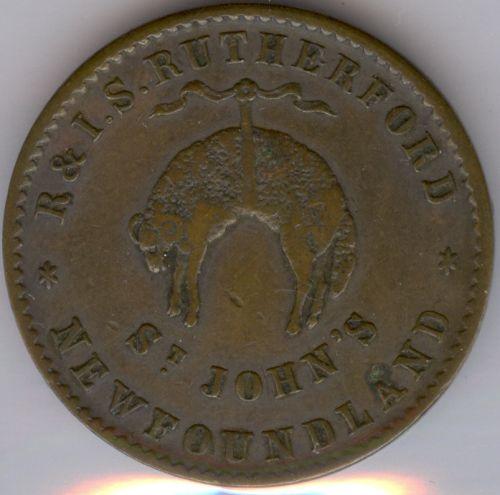 R & I. S. RUTHERFORD
ST JOHN'S
* NEWFOUNDLAND *